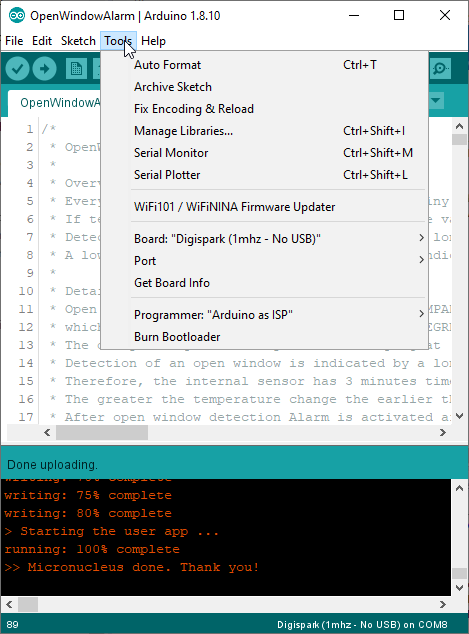 OpenWindowAlarm | Arduino 1.8.10
File Edit Sketch Tools Help
Auto Format Ctrl+T
Archive Sketch
Fix Encoding & Reload
Manage Libraries... Ctrl+Shift+I
Serial Monitor Ctrl+Shift+M
Serial Plotter Ctrl+Shift+L
WiFi101 / WiFiNINA Firmware Updater
Board: "Digispark (1mhz - No USB)"
Port
Get Board Info
Programmer: "Arduino as ISP"
Burn Bootloader
OpenWindowAlarm
1 /*
2 * OpenW
3 *
4 * Overv
5 * Every
6 * If te
7 * Detec
8 * A low
9 *
10 * Detai
11 * Open
12 * which
13 * The
14 * Detection of an open window is indicated by a lon
15 * Therefore, the internal sensor has 3 minutes time
16 * The greater the temperature change the earlier th
17 * After open window detection Alarm is activated a
Done uploading.
writing: 75% complete
writing: 80% complete
> Starting the user app ...
running: 100% complete
>> Micronucleus done. Thank you!
89 Digispark (1mhz - No USB) on COM8